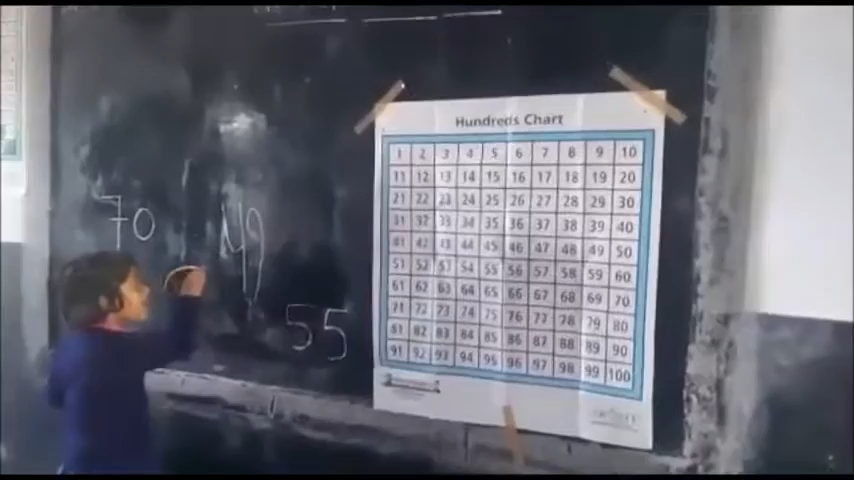 Hundreds Chart
1 2 3 4 5 6 7 8 9 10
11 12 13 14 15 16 17 18 19 20
21 22 23 24 25 26 27 28 29 30
31 32 33 34 35 36 37 38 39 40
41 42 43 44 45 46 47 48 49 50
51 52 53 54 55 56 57 58 59 60
61 62 63 64 65 66 67 68 69 70
71 72 73 74 75 76 77 78 79 80
81 82 83 84 85 86 87 88 89 90
91 92 93 94 95 96 97 98 99 100
70
49
55